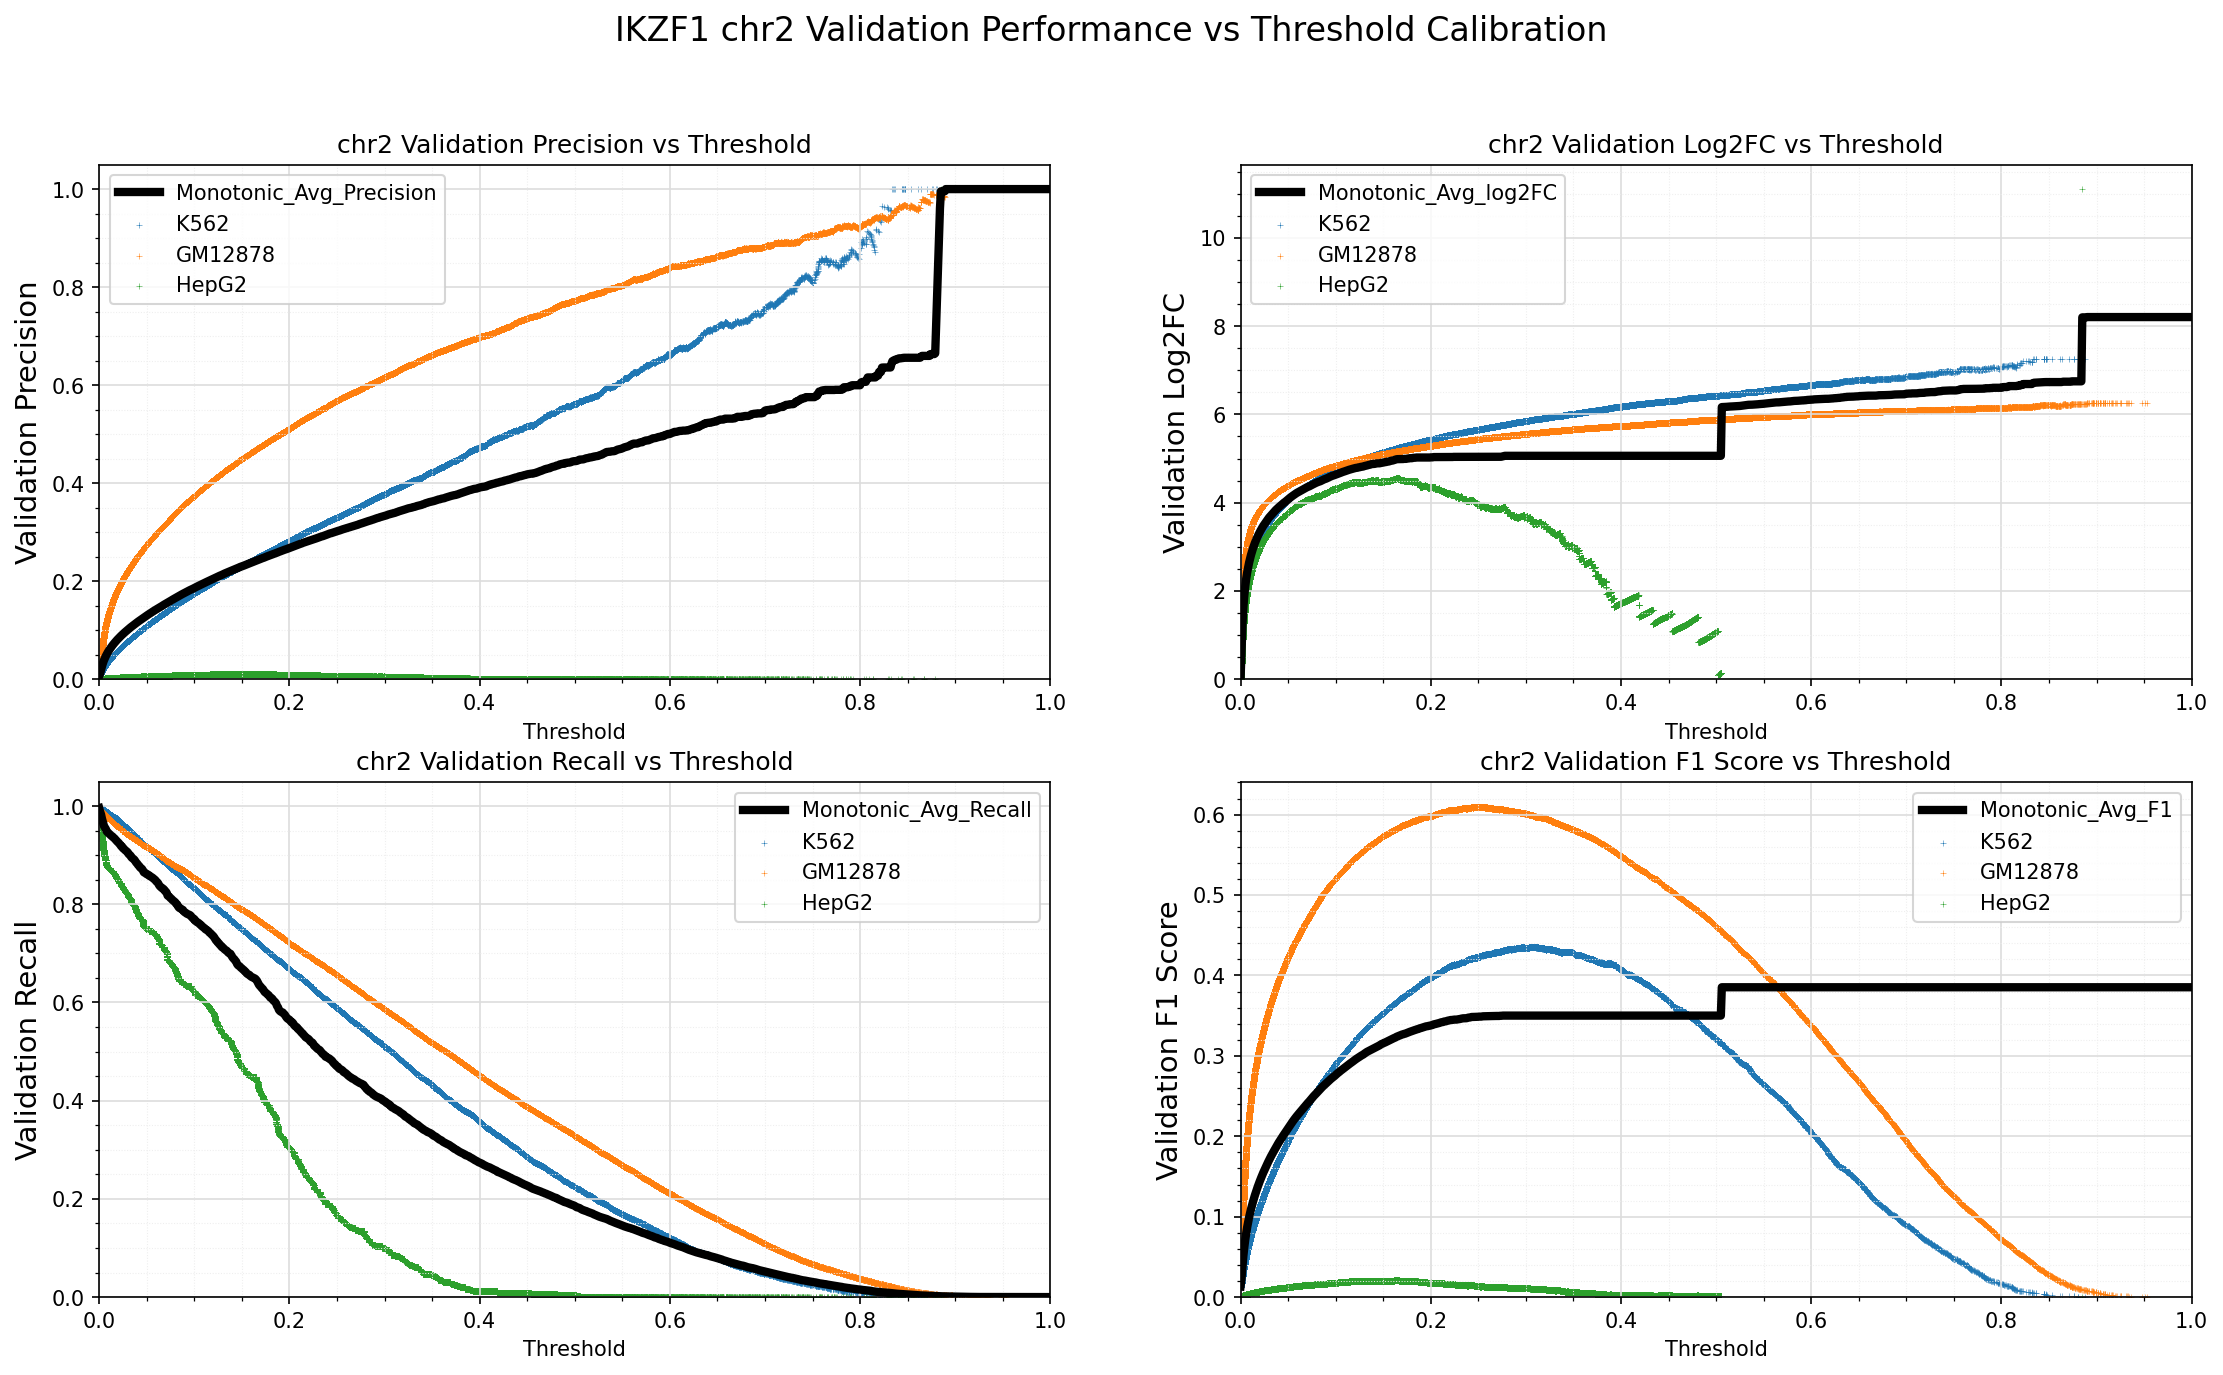 IKZF1 chr2 Validation Performance vs Threshold Calibration
chr2 Validation Precision vs Threshold
Validation Precision
1.0
0.8
0.6
0.4
0.2
0.0
Monotonic_Avg_Precision
K562
GM12878
HepG2
0.0 0.2 0.4 0.6 0.8 1.0
Threshold
chr2 Validation Log2FC vs Threshold
Validation Log2FC
10
8
6
4
2
0
Monotonic_Avg_log2FC
K562
GM12878
HepG2
0.0 0.2 0.4 0.6 0.8 1.0
Threshold
chr2 Validation Recall vs Threshold
Validation Recall
1.0
0.8
0.6
0.4
0.2
0.0
Monotonic_Avg_Recall
K562
GM12878
HepG2
0.0 0.2 0.4 0.6 0.8 1.0
Threshold
chr2 Validation F1 Score vs Threshold
Validation F1 Score
0.6
0.5
0.4
0.3
0.2
0.1
0.0
Monotonic_Avg_F1
K562
GM12878
HepG2
0.0 0.2 0.4 0.6 0.8 1.0
Threshold